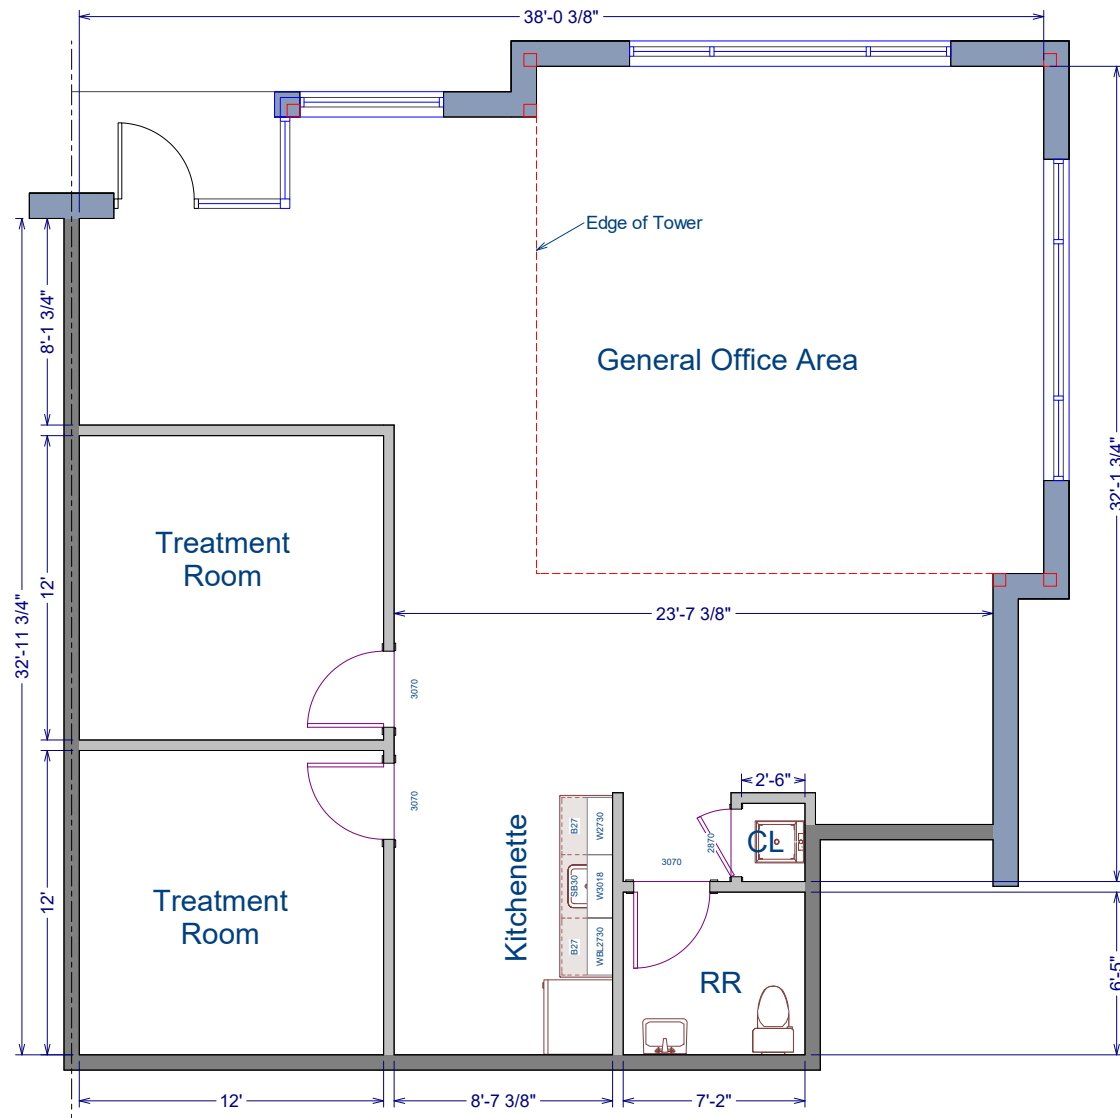 38'-0 3/8"
Edge of Tower
8'-1 3/4"
General Office Area
32'-1 3/4"
Treatment
Room
12'
32'-11 3/4"
23'-7 3/8"
3070
3070
2'-6"
Kitchenette
B27
W2730
SB30
W3018
B27
WBL2730
3070
2870
CL
Treatment
Room
12'
RR
6'-5"
12'
8'-7 3/8"
7'-2"